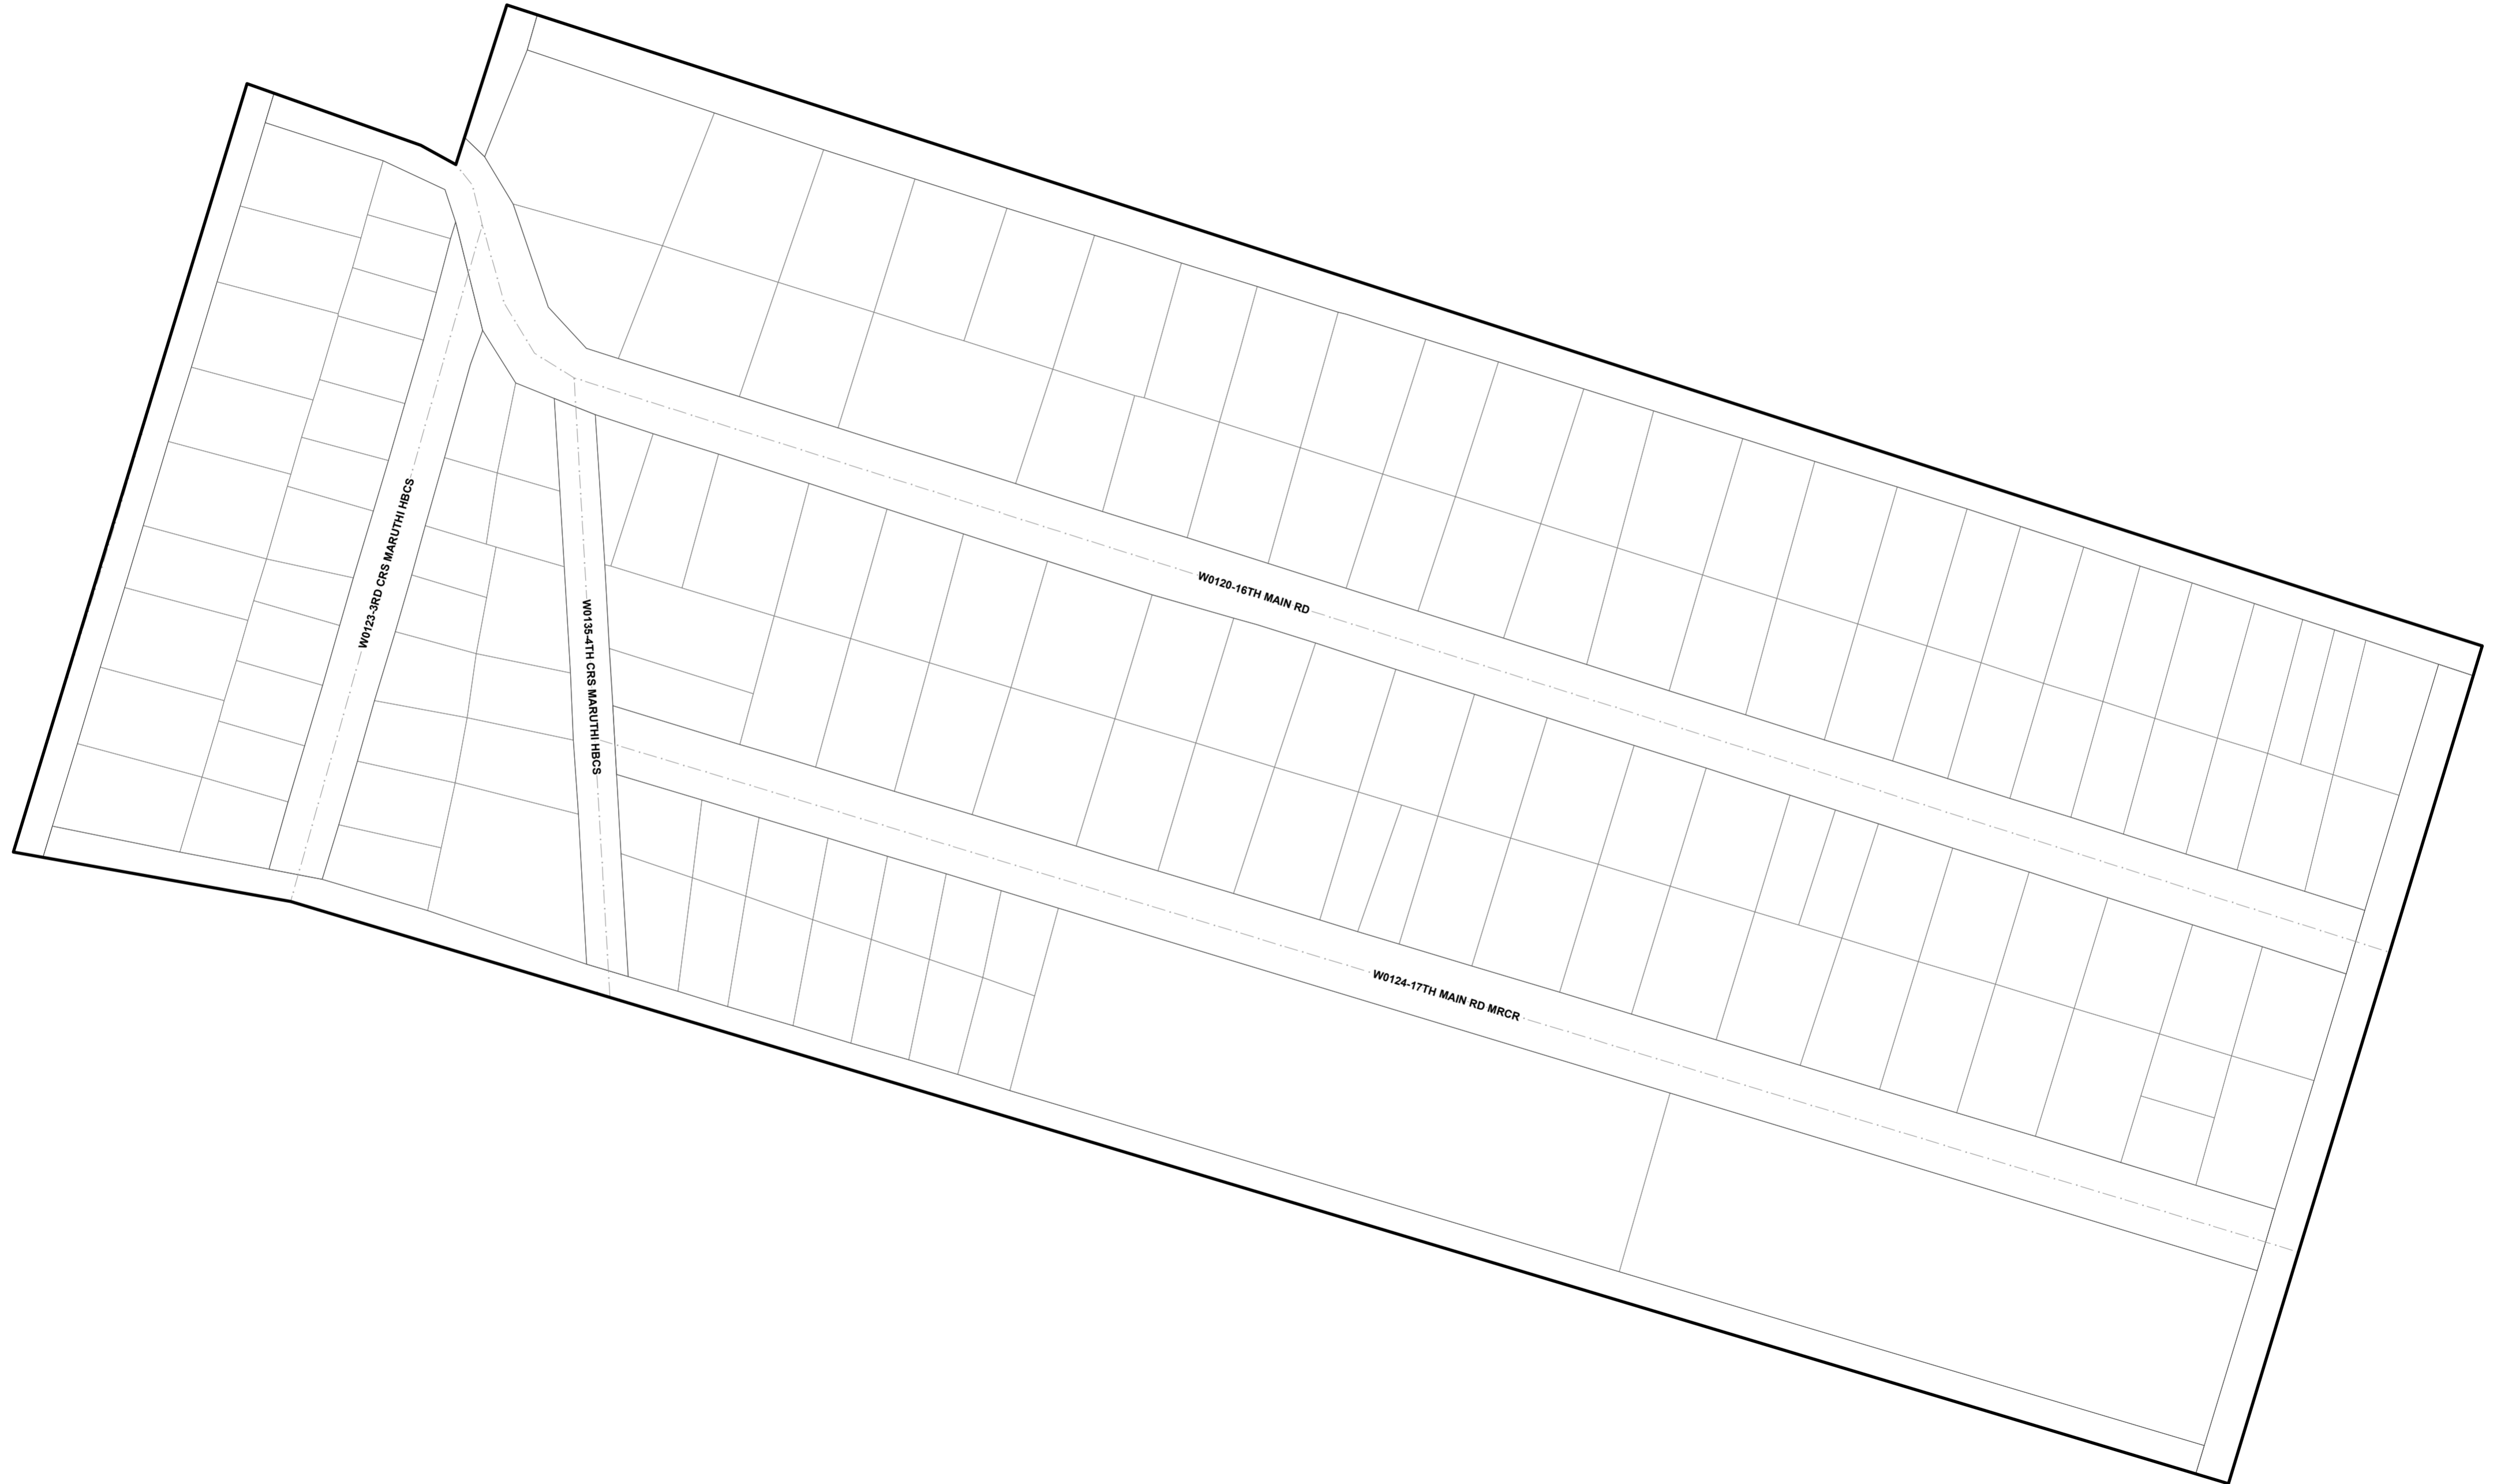 W0123-3RD CRS MARUTHI HBCS
W0135-4TH CRS MARUTHI HBCS
W0120-16TH MAIN RD
W0124-17TH MAIN RD MRCR